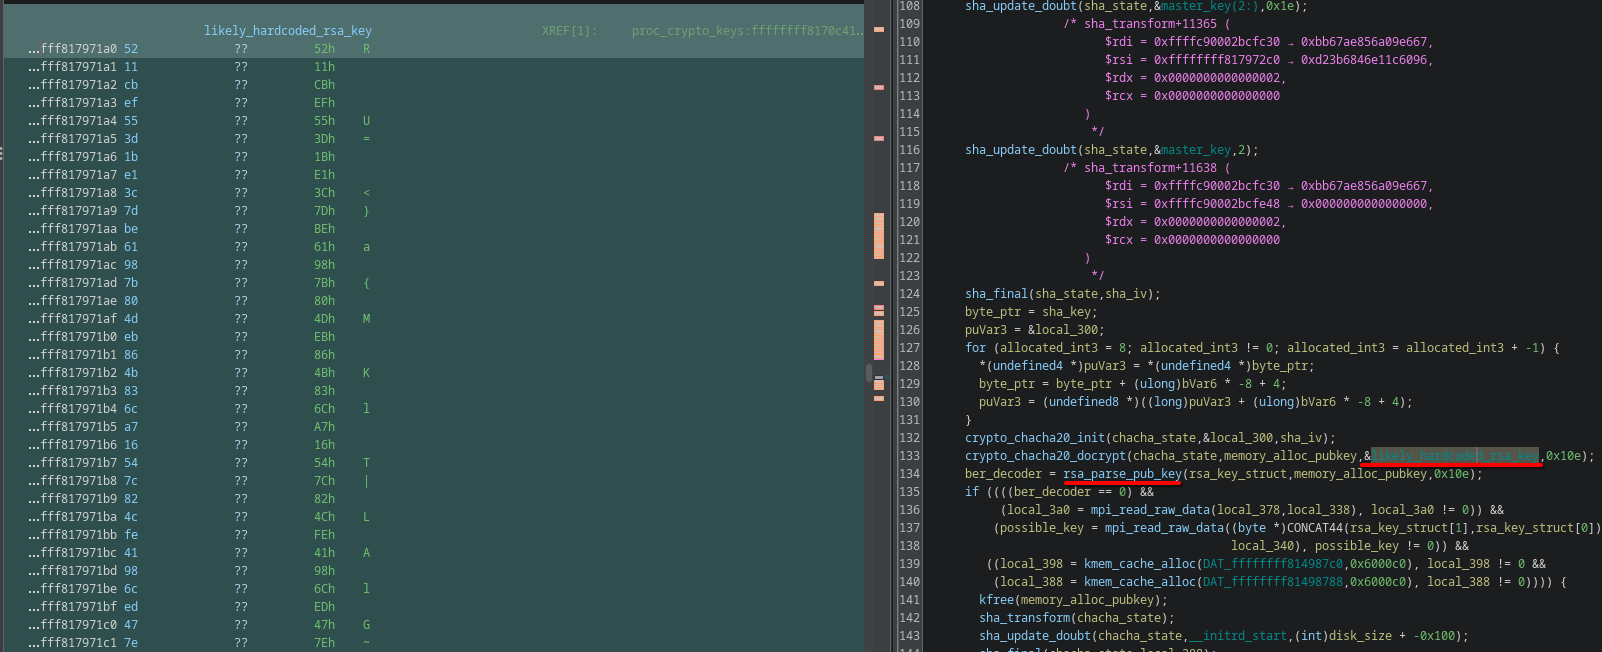 likely_hardcoded_rsa_key XREF[1]: proc_crypto_keys:ffffffff8170c41...
...fff817971a0 52 ?? 52h R
...fff817971a1 11 ?? 11h
...fff817971a2 cb ?? CBh
...fff817971a3 ef ?? EFh
...fff817971a4 55 ?? 55h U
...fff817971a5 3d ?? 3Dh =
...fff817971a6 1b ?? 1Bh
...fff817971a7 e1 ?? E1h
...fff817971a8 3c ?? 3Ch <
...fff817971a9 7d ?? 7Dh }
...fff817971aa be ?? BEh
...fff817971ab 61 ?? 61h a
...fff817971ac 98 ?? 98h
...fff817971ad 7b ?? 7Bh {
...fff817971ae 80 ?? 80h
...fff817971af 4d ?? 4Dh M
...fff817971b0 eb ?? EBh
...fff817971b1 86 ?? 86h
...fff817971b2 4b ?? 4Bh K
...fff817971b3 83 ?? 83h
...fff817971b4 6c ?? 6Ch l
...fff817971b5 a7 ?? A7h
...fff817971b6 16 ?? 16h
...fff817971b7 54 ?? 54h T
...fff817971b8 7c ?? 7Ch |
...fff817971b9 82 ?? 82h
...fff817971ba 4c ?? 4Ch L
...fff817971bb fe ?? FEh
...fff817971bc 41 ?? 41h A
...fff817971bd 98 ?? 98h
...fff817971be 6c ?? 6Ch l
...fff817971bf ed ?? EDh
...fff817971c0 47 ?? 47h G
...fff817971c1 7e ?? 7Eh ~
108 sha_update_doubt(sha_state,&master_key(2:),0x1e);
109 /* sha_transform+11365 (
110 $rdi = 0xffffc90002bcfc30 → 0xbb67ae856a09e667,
111 $rsi = 0xffffffff817972c0 → 0xd23b6846e11c6096,
112 $rdx = 0x0000000000000002,
113 $rcx = 0x0000000000000000
114 )
115 */
116 sha_update_doubt(sha_state,&master_key,2);
117 /* sha_transform+11638 (
118 $rdi = 0xffffc90002bcfc30 → 0xbb67ae856a09e667,
119 $rsi = 0xffffc90002bcfe48 → 0x0000000000000000,
120 $rdx = 0x0000000000000002,
121 $rcx = 0x0000000000000000
122 )
123 */
124 sha_final(sha_state,sha_iv);
125 byte_ptr = sha_key;
126 puVar3 = &local_300;
127 for (allocated_int3 = 8; allocated_int3 != 0; allocated_int3 = allocated_int3 + -1) {
128 *(undefined4 *)puVar3 = *(undefined4 *)byte_ptr;
129 byte_ptr = byte_ptr + (ulong)bVar6 * -8 + 4;
130 puVar3 = (undefined8 *)((long)puVar3 + (ulong)bVar6 * -8 + 4);
131 }
132 crypto_chacha20_init(chacha_state,&local_300,sha_iv);
133 crypto_chacha20_docrypt(chacha_state,memory_alloc_pubkey,&likely_hardcoded_rsa_key,0x10e);
134 ber_decoder = rsa_parse_pub_key(rsa_key_struct,memory_alloc_pubkey,0x10e);
135 if ((((ber_decoder == 0) &&
136 (local_3a0 = mpi_read_raw_data(local_378,local_338), local_3a0 != 0)) &&
137 (possible_key = mpi_read_raw_data((byte *)CONCAT44(rsa_key_struct[1],rsa_key_struct[0])
138 local_340), possible_key != 0)) &&
139 ((local_398 = kmem_cache_alloc(DAT_ffffffff814987c0,0x6000c0), local_398 != 0 &&
140 (local_388 = kmem_cache_alloc(DAT_ffffffff81498788,0x6000c0), local_388 != 0)))) {
141 kfree(memory_alloc_pubkey);
142 sha_transform(chacha_state);
143 sha_update_doubt(chacha_state,__initrd_start,(int)disk_size + -0x100);